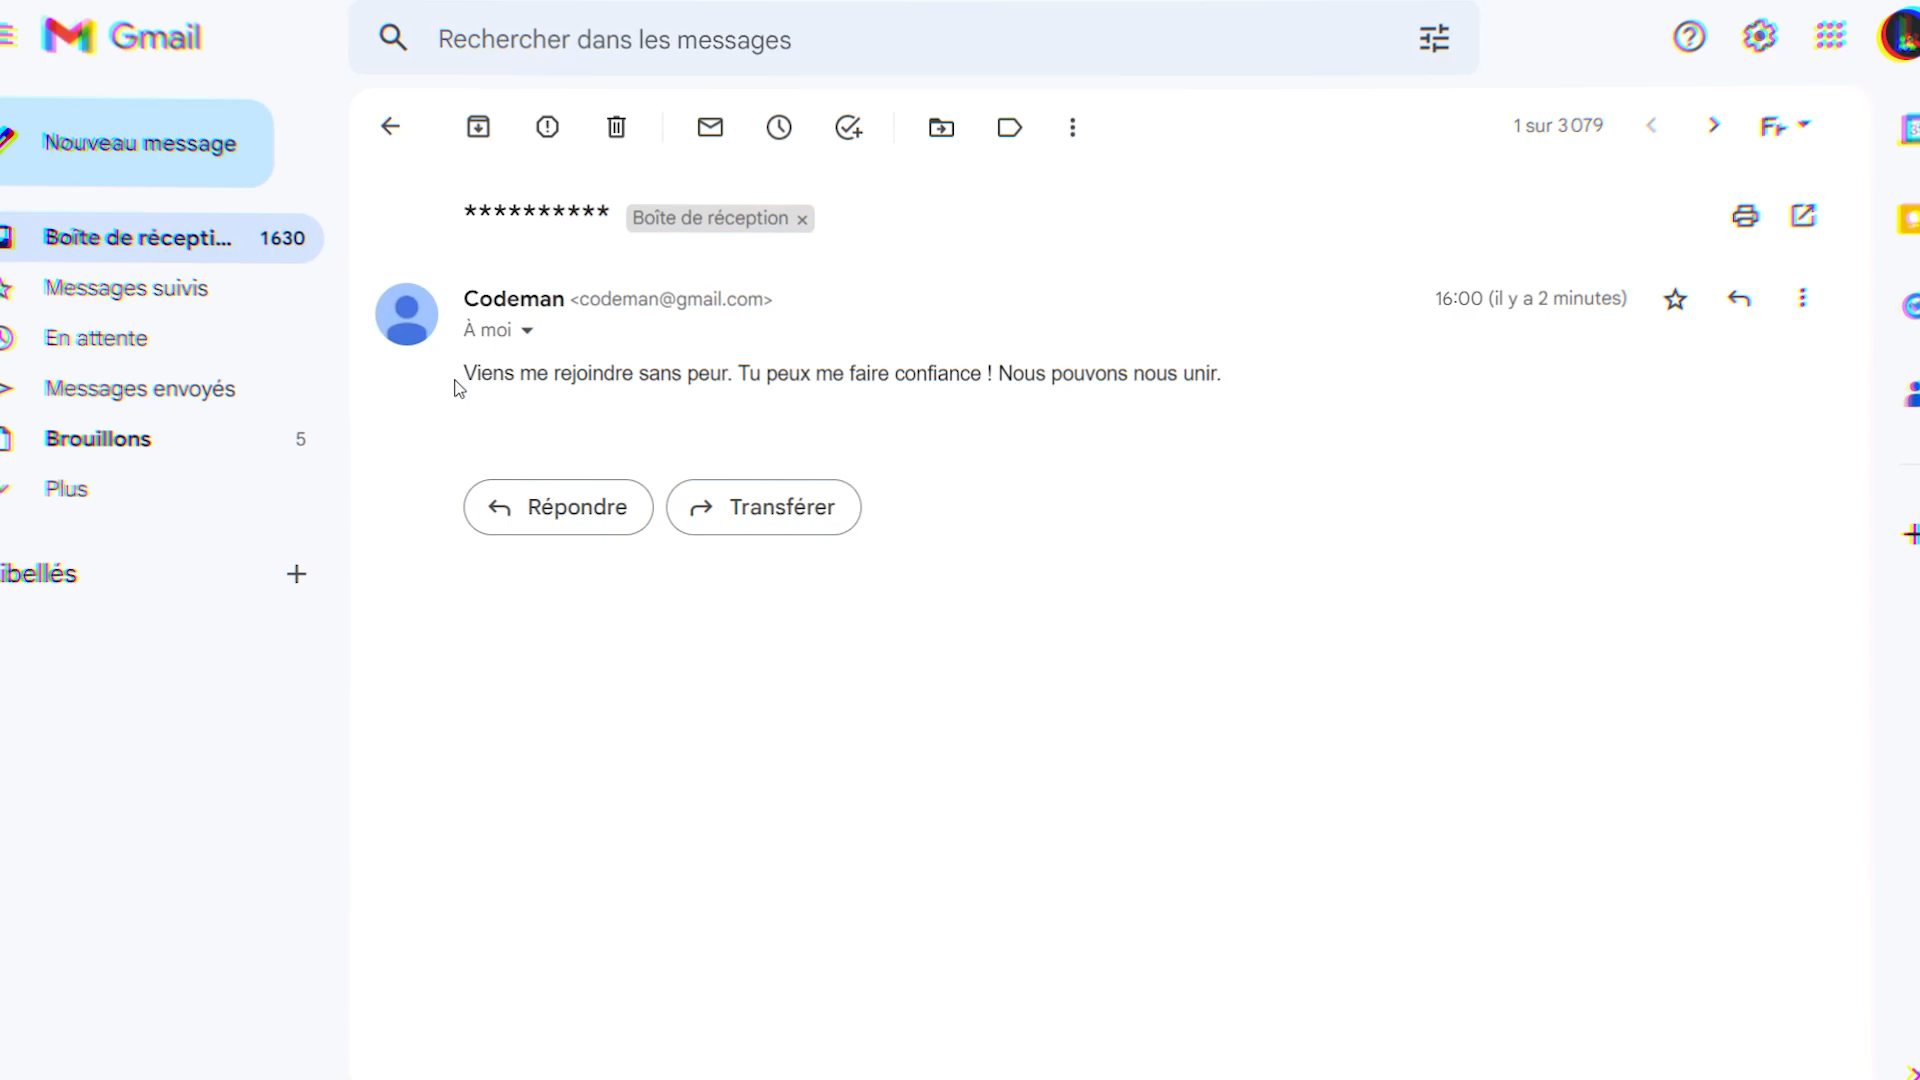 Gmail
Rechercher dans les messages
Nouveau message
1 sur 3 079
Fr
********** Boîte de réception ×
Boîte de récepti... 1630
Messages suivis
En attente
Messages envoyés
Brouillons 5
Plus
ibellés
Codeman <codeman@gmail.com>
16:00 (il y a 2 minutes)
À moi
Viens me rejoindre sans peur. Tu peux me faire confiance ! Nous pouvons nous unir.
Répondre
Transférer